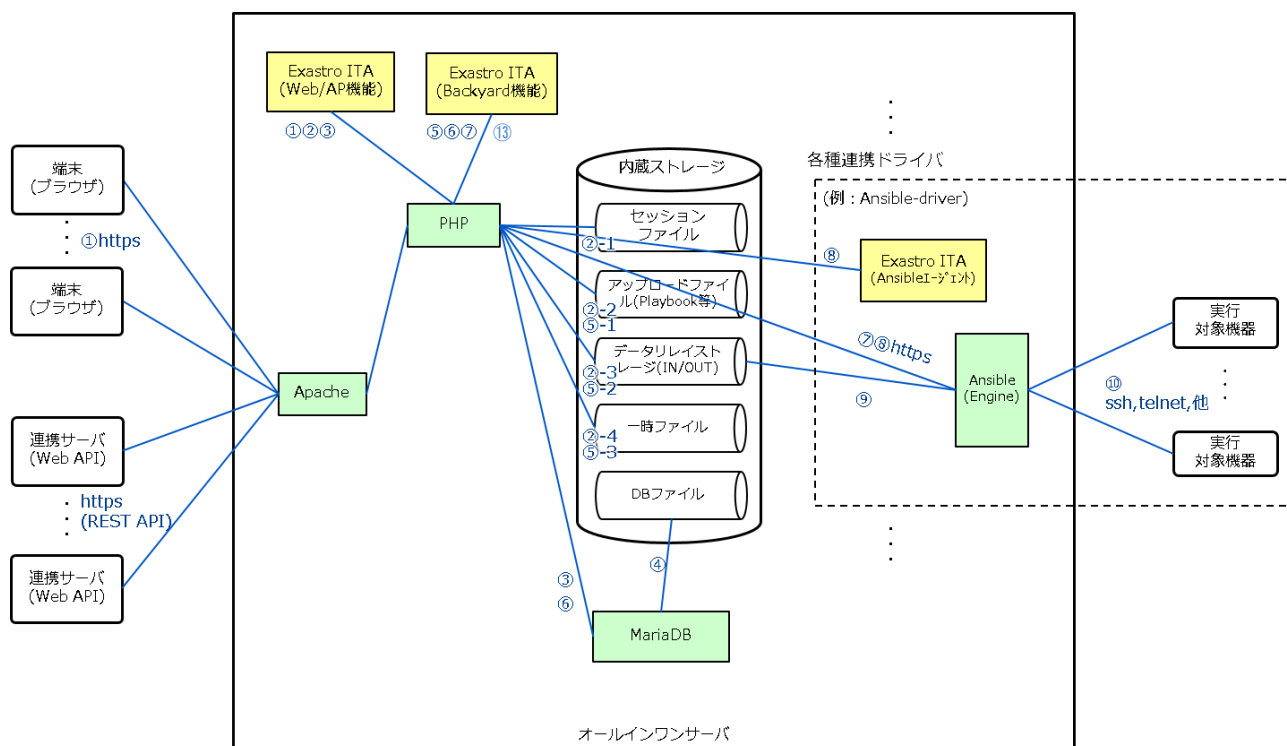 Exastro ITA
(Web/AP機能)
Exastro ITA
(Backyard機能)
①②③
⑤⑥⑦
⑬
端末
(ブラウザ)
①https
端末
(ブラウザ)
連携サーバ
(Web API)
https
(REST API)
連携サーバ
(Web API)
Apache
PHP
内蔵ストレージ
セッション
ファイル
②-1
アップロードファイ
ル(Playbook等)
②-2
⑤-1
データリレイスト
レージ(IN/OUT)
②-3
⑤-2
一時ファイル
②-4
⑤-3
DBファイル
④
③
⑥
MariaDB
各種連携ドライバ
(例：Ansible-driver)
⑧
Exastro ITA
(Ansibleｴｰｼﾞｪﾝﾄ)
⑦⑧https
⑨
Ansible
(Engine)
⑩
ssh,telnet,他
実行
対象機器
実行
対象機器
オールインワンサーバ